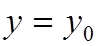 y = y₀